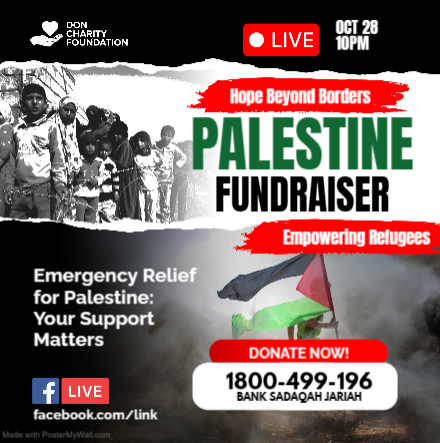 DON
CHARITY
FOUNDATION
LIVE
OCT 28
10PM
Hope Beyond Borders
PALESTINE
FUNDRAISER
Empowering Refugees
Emergency Relief
for Palestine:
Your Support
Matters
DONATE NOW!
1800-499-196
BANK SADAQAH JARIAH
f LIVE
facebook.com/link
Made with PosterMyWall.com